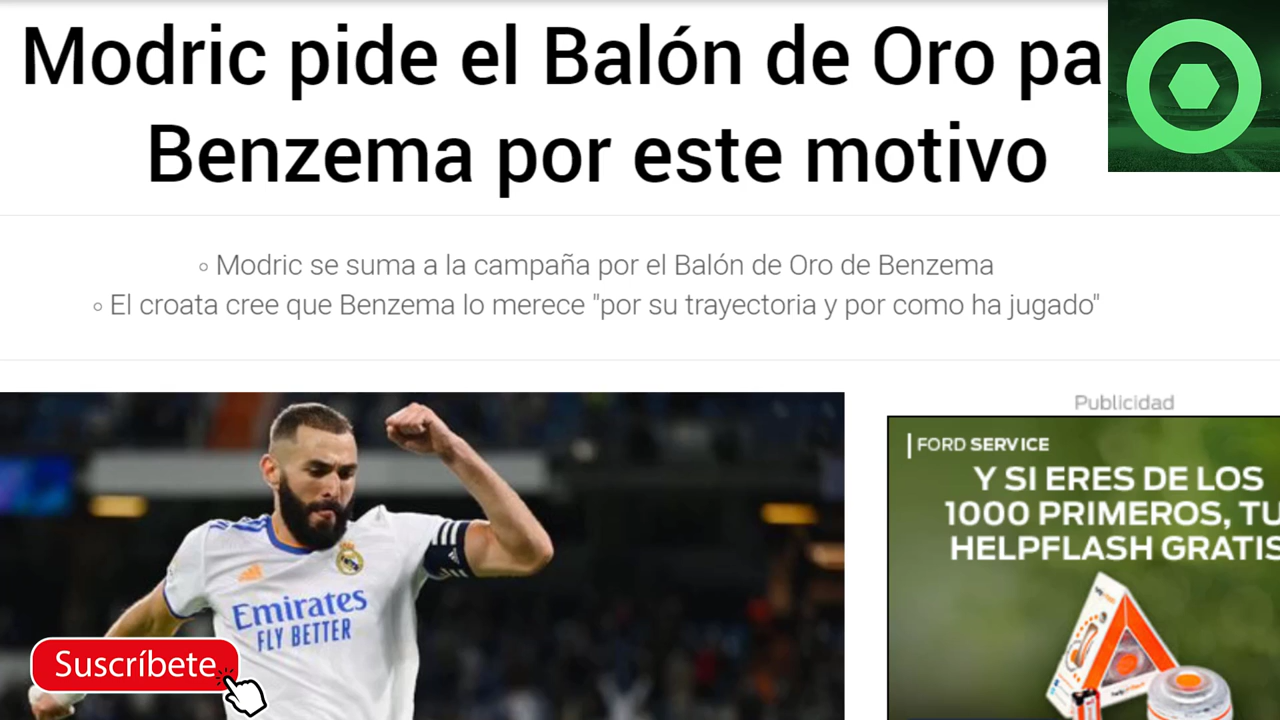 Modric pide el Balón de Oro pa
Benzema por este motivo
◦ Modric se suma a la campaña por el Balón de Oro de Benzema
◦ El croata cree que Benzema lo merece "por su trayectoria y por como ha jugado"
Publicidad
FORD SERVICE
Y SI ERES DE LOS
1000 PRIMEROS, TU
HELPFLASH GRATIS
Emirates
FLY BETTER
Suscríbete